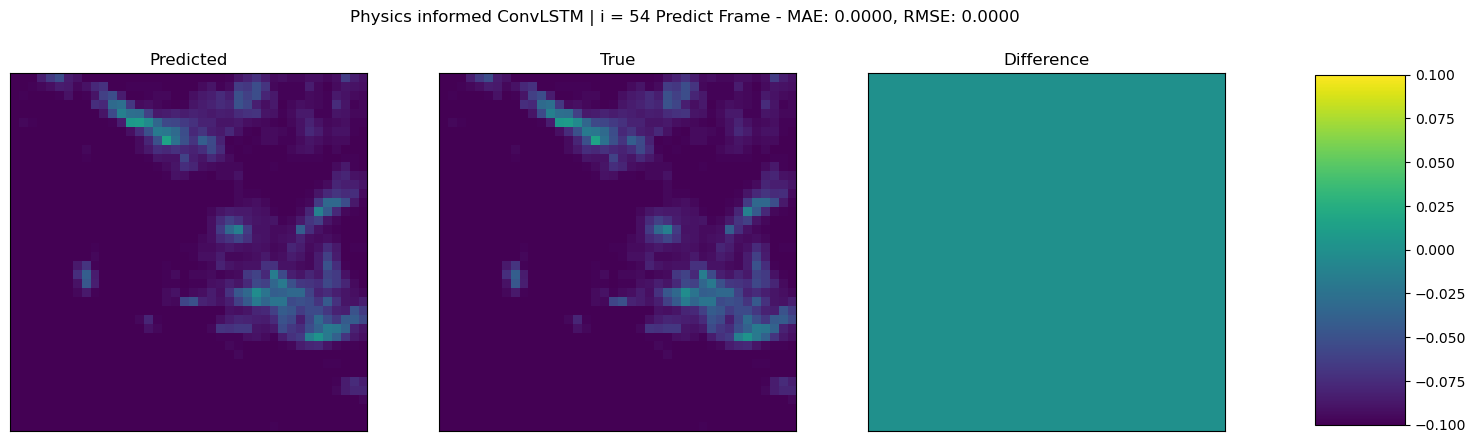 Physics informed ConvLSTM | i = 54 Predict Frame - MAE: 0.0000, RMSE: 0.0000
Predicted
True
Difference
0.100
0.075
0.050
0.025
0.000
−0.025
−0.050
−0.075
−0.100